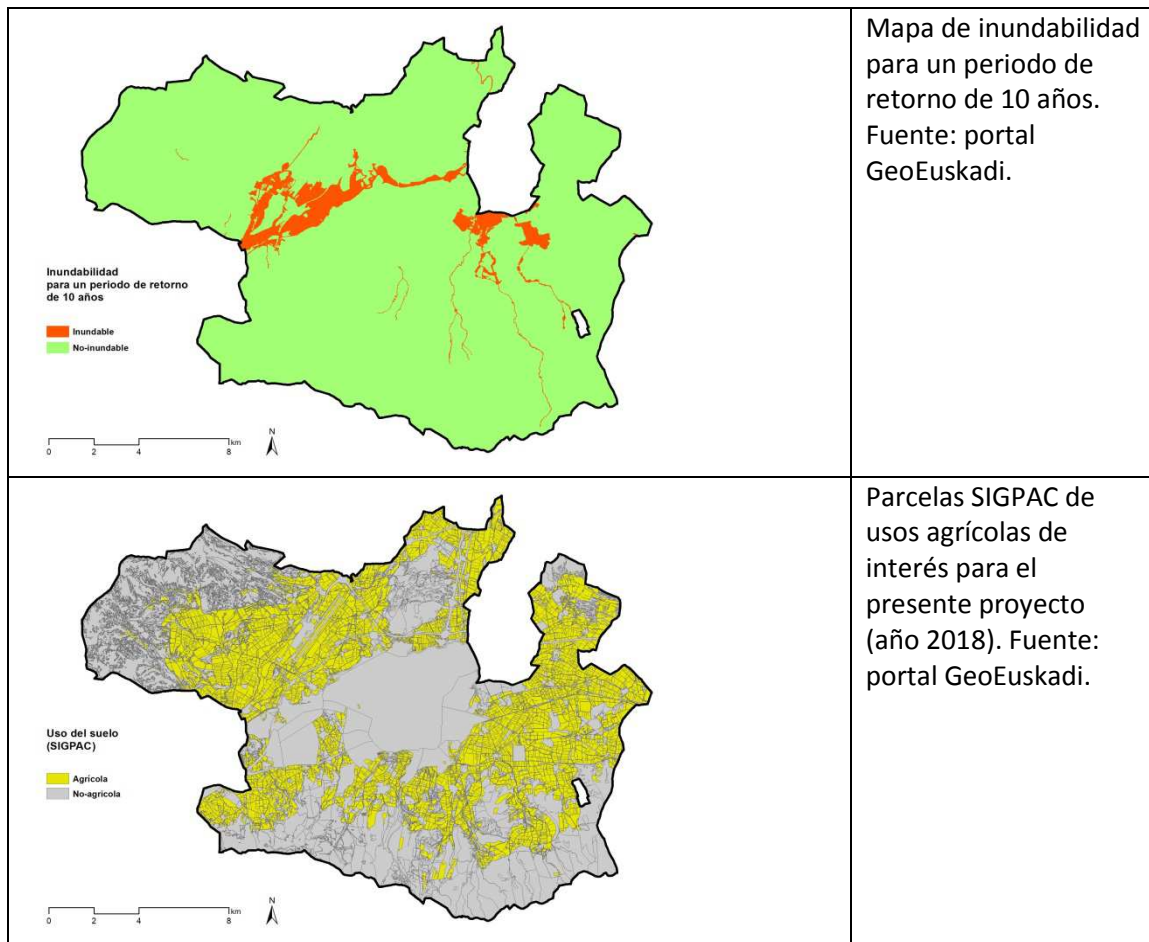 Mapa de inundabilidad
para un periodo de
retorno de 10 años.
Fuente: portal
GeoEuskadi.
Inundabilidad
para un periodo de retorno
de 10 años
Inundable
No-inundable
0 2 4 8 km
N
Parcelas SIGPAC de
usos agrícolas de
interés para el
presente proyecto
(año 2018). Fuente:
portal GeoEuskadi.
Uso del suelo
(SIGPAC)
Agrícola
No-agrícola
0 2 4 8 km
N